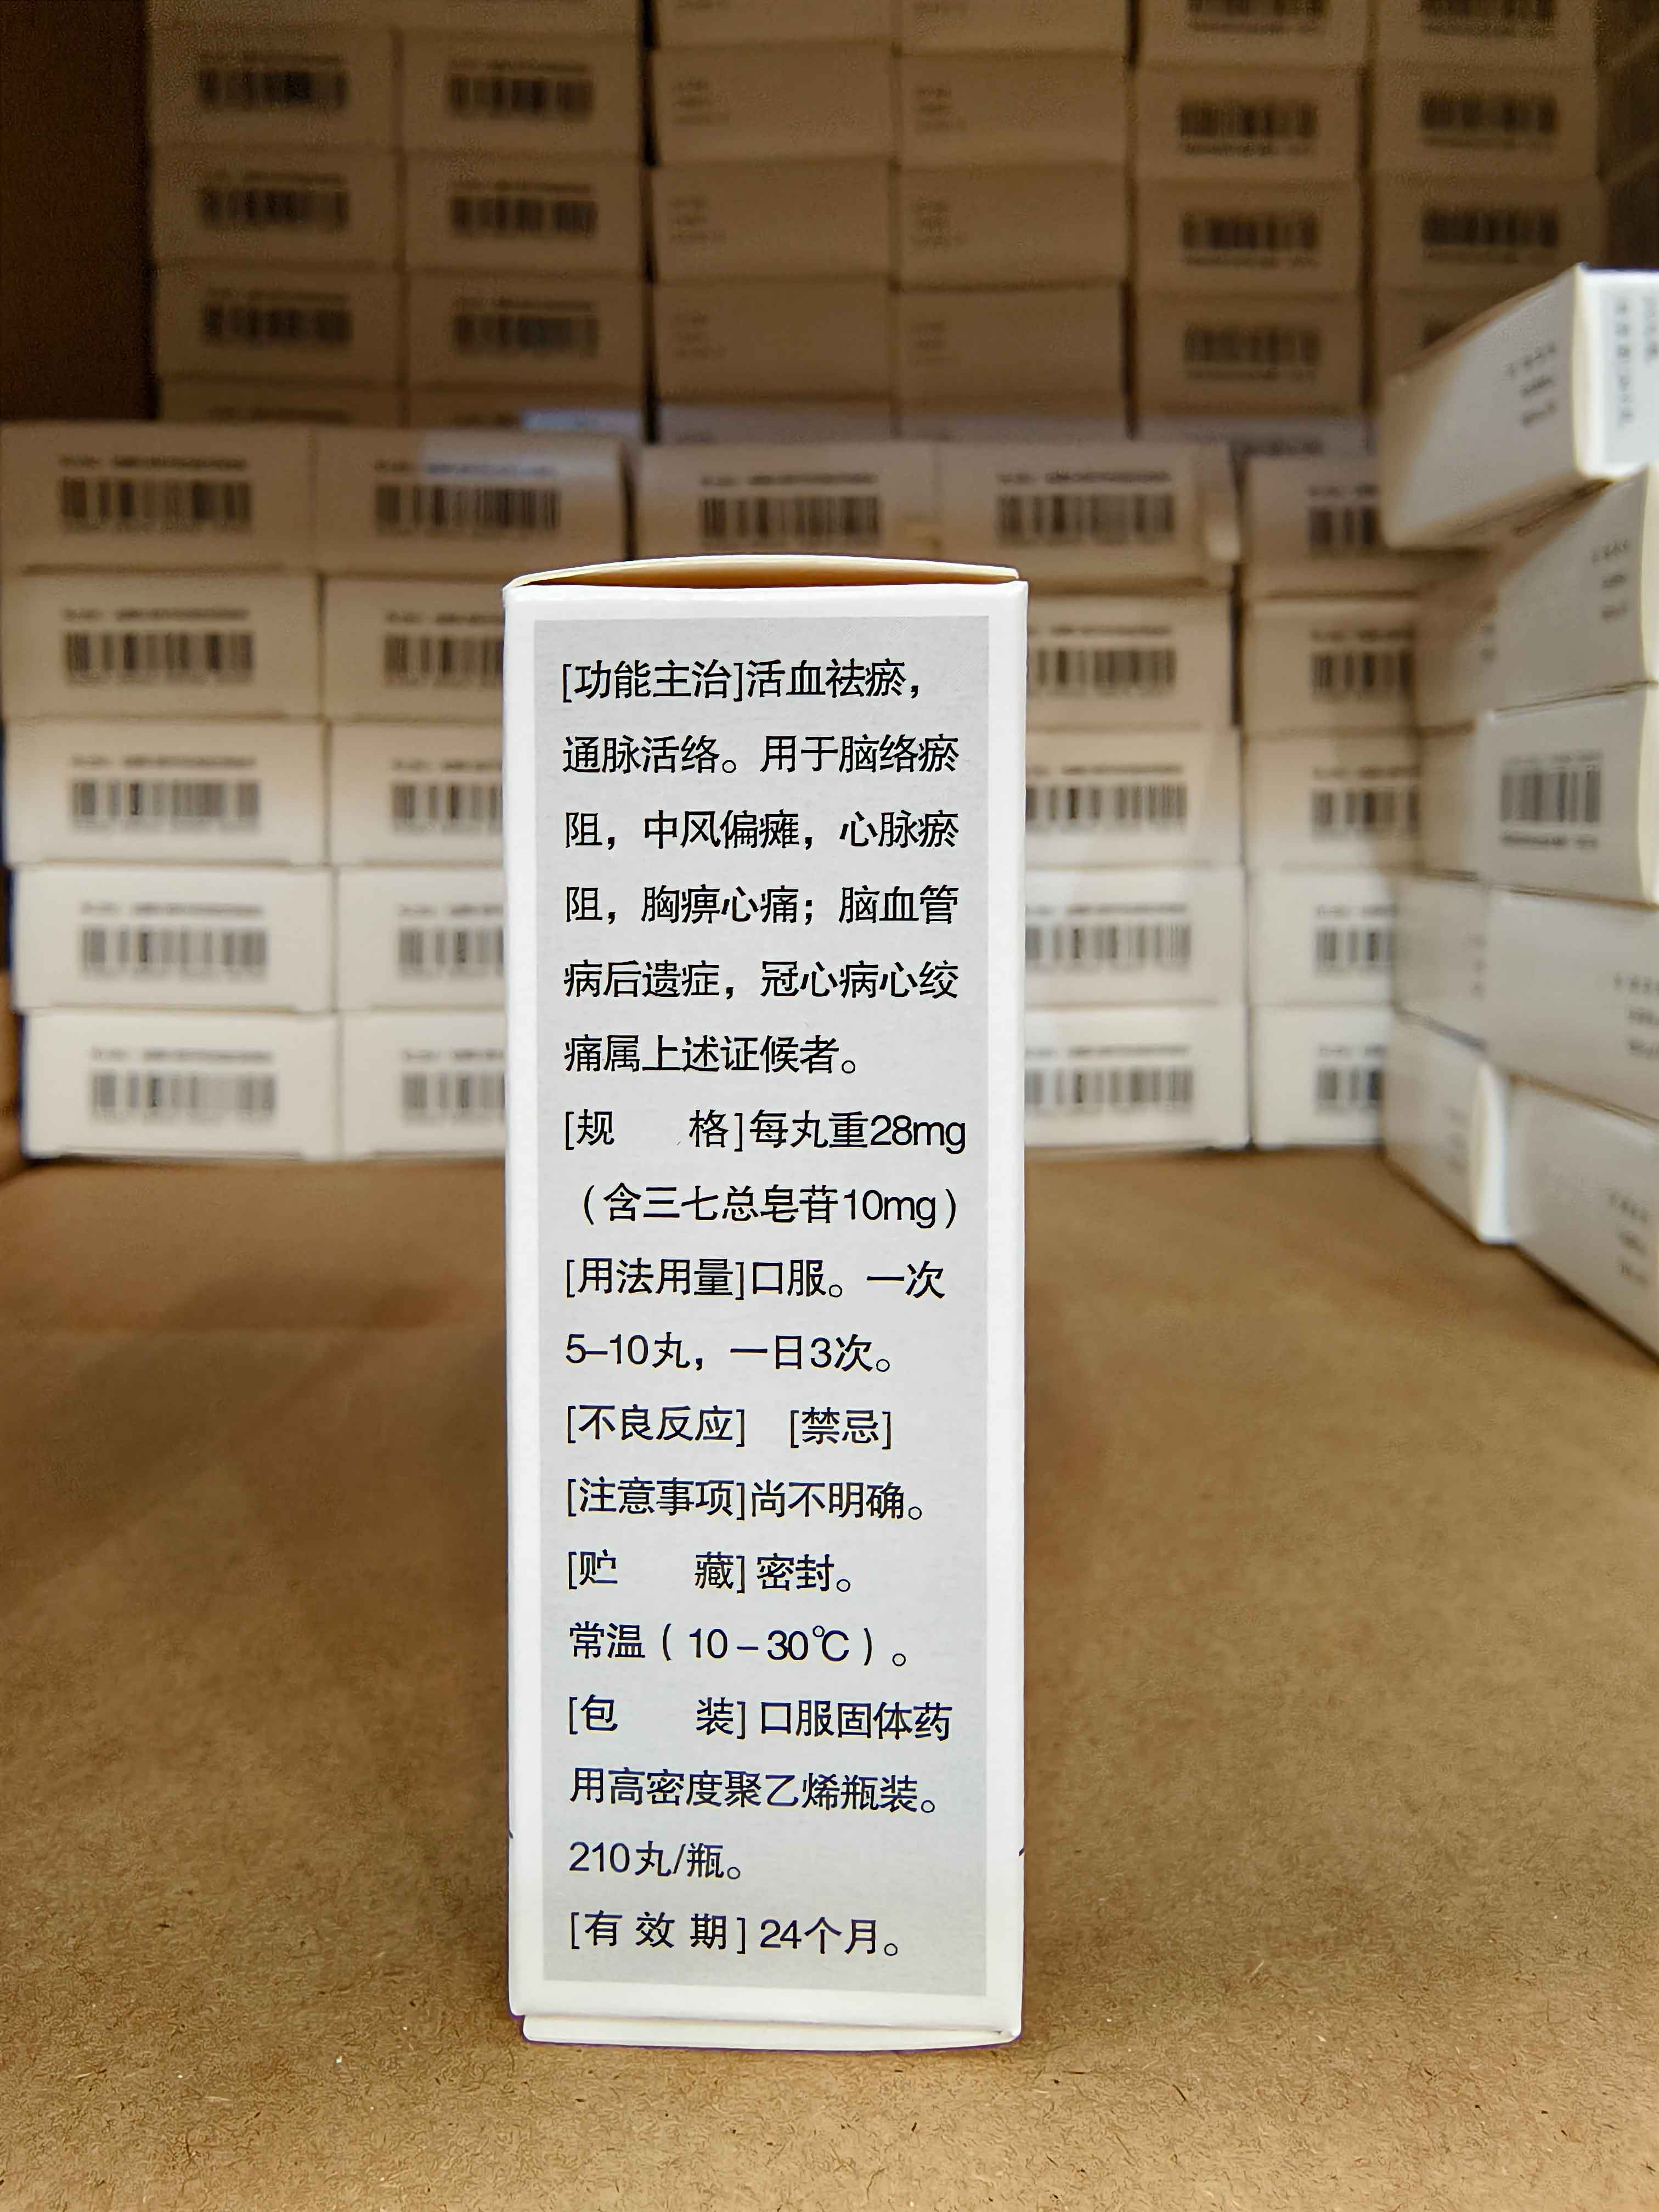 [功能主治]活血祛瘀，
通脉活络。用于脑络瘀
阻，中风偏瘫，心脉瘀
阻，胸痹心痛；脑血管
病后遗症，冠心病心绞
痛属上述证候者。
[规 格]每丸重28mg
（含三七总皂苷10mg）
[用法用量]口服。一次
5–10丸，一日3次。
[不良反应] [禁忌]
[注意事项]尚不明确。
[贮 藏]密封。
常温（10–30℃）。
[包 装]口服固体药
用高密度聚乙烯瓶装。
210丸/瓶。
[有效期]24个月。